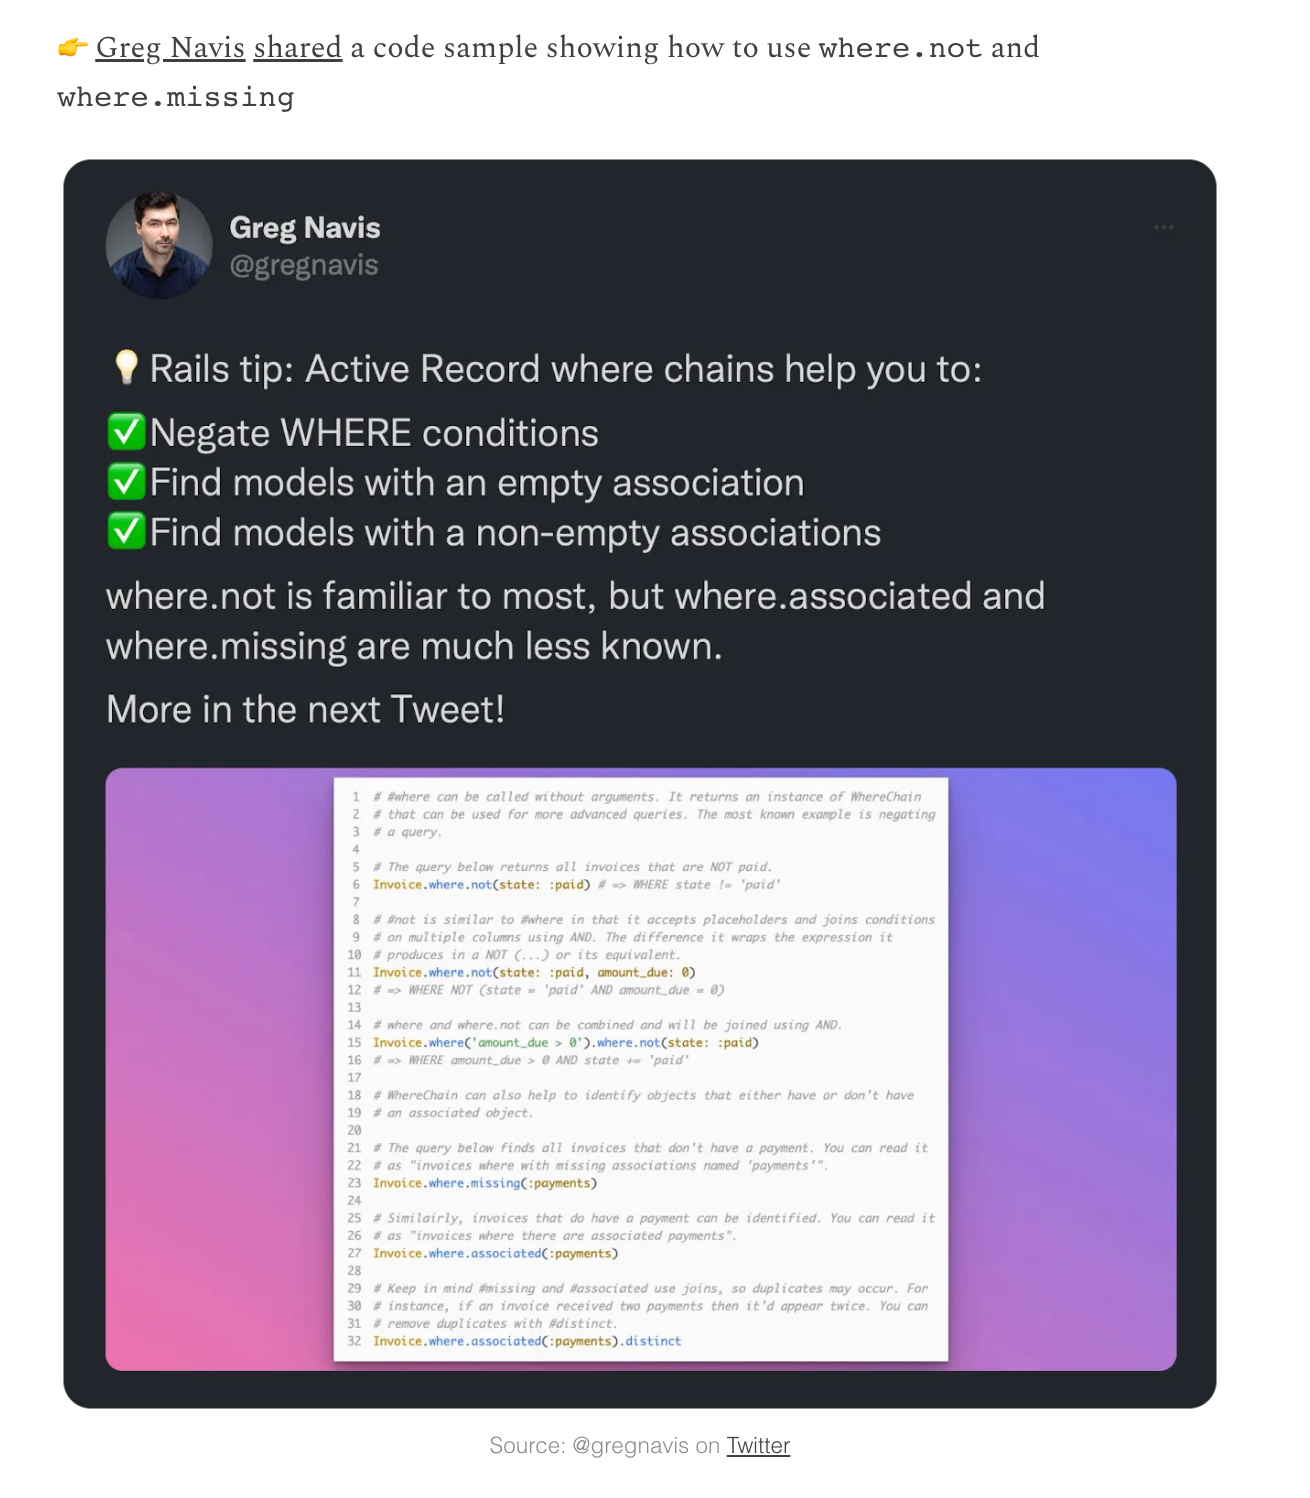 👉 Greg Navis shared a code sample showing how to use where.not and
where.missing
Greg Navis
@gregnavis
...
💡Rails tip: Active Record where chains help you to:
✅Negate WHERE conditions
✅Find models with an empty association
✅Find models with a non-empty associations
where.not is familiar to most, but where.associated and
where.missing are much less known.
More in the next Tweet!
1 # #where can be called without arguments. It returns an instance of WhereChain
2 # that can be used for more advanced queries. The most known example is negating
3 # a query.
4
5 # The query below returns all invoices that are NOT paid.
6 Invoice.where.not(state: :paid) # => WHERE state != 'paid'
7
8 # #not is similar to #where in that it accepts placeholders and joins conditions
9 # on multiple columns using AND. The difference it wraps the expression it
10 # produces in a NOT (...) or its equivalent.
11 Invoice.where.not(state: :paid, amount_due: 0)
12 # => WHERE NOT (state = 'paid' AND amount_due = 0)
13
14 # where and where.not can be combined and will be joined using AND.
15 Invoice.where('amount_due > 0').where.not(state: :paid)
16 # => WHERE amount_due > 0 AND state += 'paid'
17
18 # WhereChain can also help to identify objects that either have or don't have
19 # an associated object.
20
21 # The query below finds all invoices that don't have a payment. You can read it
22 # as "invoices where with missing associations named 'payments'".
23 Invoice.where.missing(:payments)
24
25 # Similairly, invoices that do have a payment can be identified. You can read it
26 # as "invoices where there are associated payments".
27 Invoice.where.associated(:payments)
28
29 # Keep in mind #missing and #associated use joins, so duplicates may occur. For
30 # instance, if an invoice received two payments then it'd appear twice. You can
31 # remove duplicates with #distinct.
32 Invoice.where.associated(:payments).distinct
Source: @gregnavis on Twitter